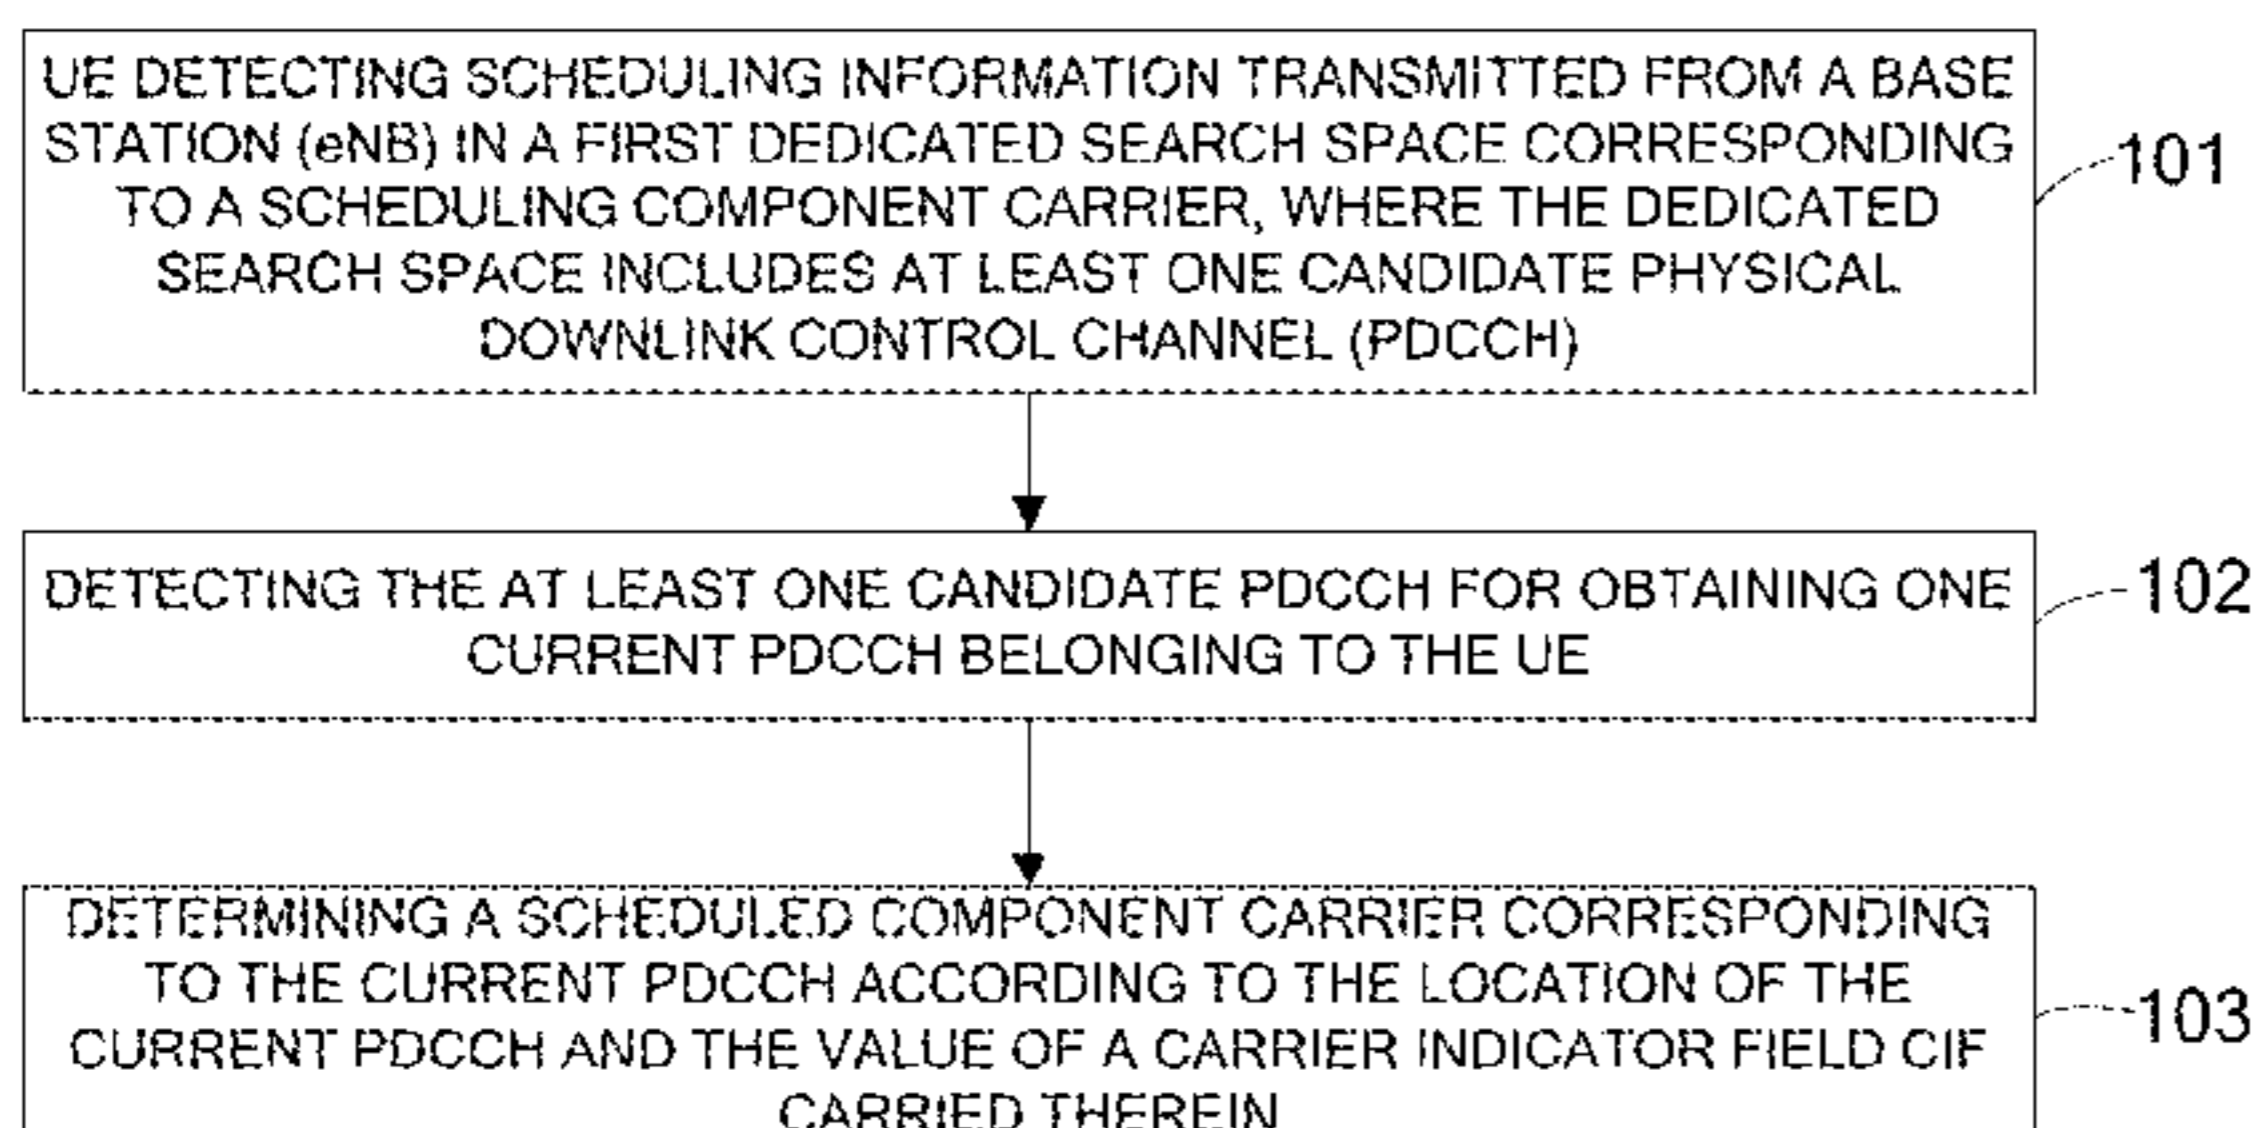 UE DETECTING SCHEDULING INFORMATION TRANSMITTED FROM A BASE
STATION (eNB) IN A FIRST DEDICATED SEARCH SPACE CORRESPONDING
TO A SCHEDULING COMPONENT CARRIER, WHERE THE DEDICATED
SEARCH SPACE INCLUDES AT LEAST ONE CANDIDATE PHYSICAL
DOWNLINK CONTROL CHANNEL (PDCCH)
101
DETECTING THE AT LEAST ONE CANDIDATE PDCCH FOR OBTAINING ONE
CURRENT PDCCH BELONGING TO THE UE
102
DETERMINING A SCHEDULED COMPONENT CARRIER CORRESPONDING
TO THE CURRENT PDCCH ACCORDING TO THE LOCATION OF THE
CURRENT PDCCH AND THE VALUE OF A CARRIER INDICATOR FIELD CIF
CARRIED THEREIN
103